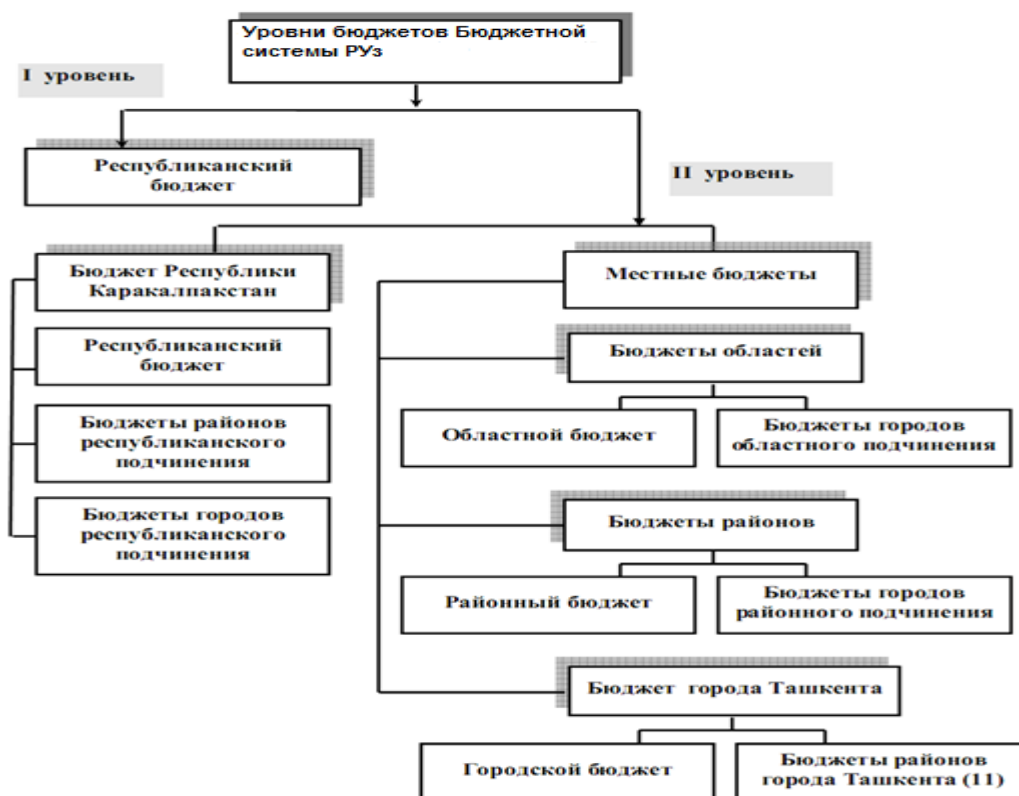 Уровни бюджетов Бюджетной
системы РУз
I уровень
Республиканский
бюджет
II уровень
Бюджет Республики
Каракалпакстан
Местные бюджеты
Республиканский
бюджет
Бюджеты областей
Бюджеты районов
республиканского
подчинения
Областной бюджет
Бюджеты городов
областного подчинения
Бюджеты городов
республиканского
подчинения
Бюджеты районов
Районный бюджет
Бюджеты городов
районного подчинения
Бюджет города Ташкента
Городской бюджет
Бюджеты районов
города Ташкента (11)